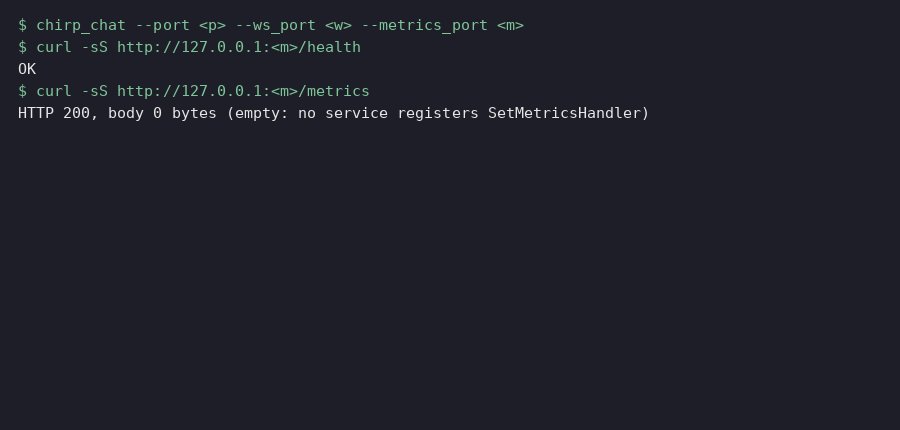 $ chirp_chat --port <p> --ws_port <w> --metrics_port <m>
$ curl -sS http://127.0.0.1:<m>/health
OK
$ curl -sS http://127.0.0.1:<m>/metrics
HTTP 200, body 0 bytes (empty: no service registers SetMetricsHandler)